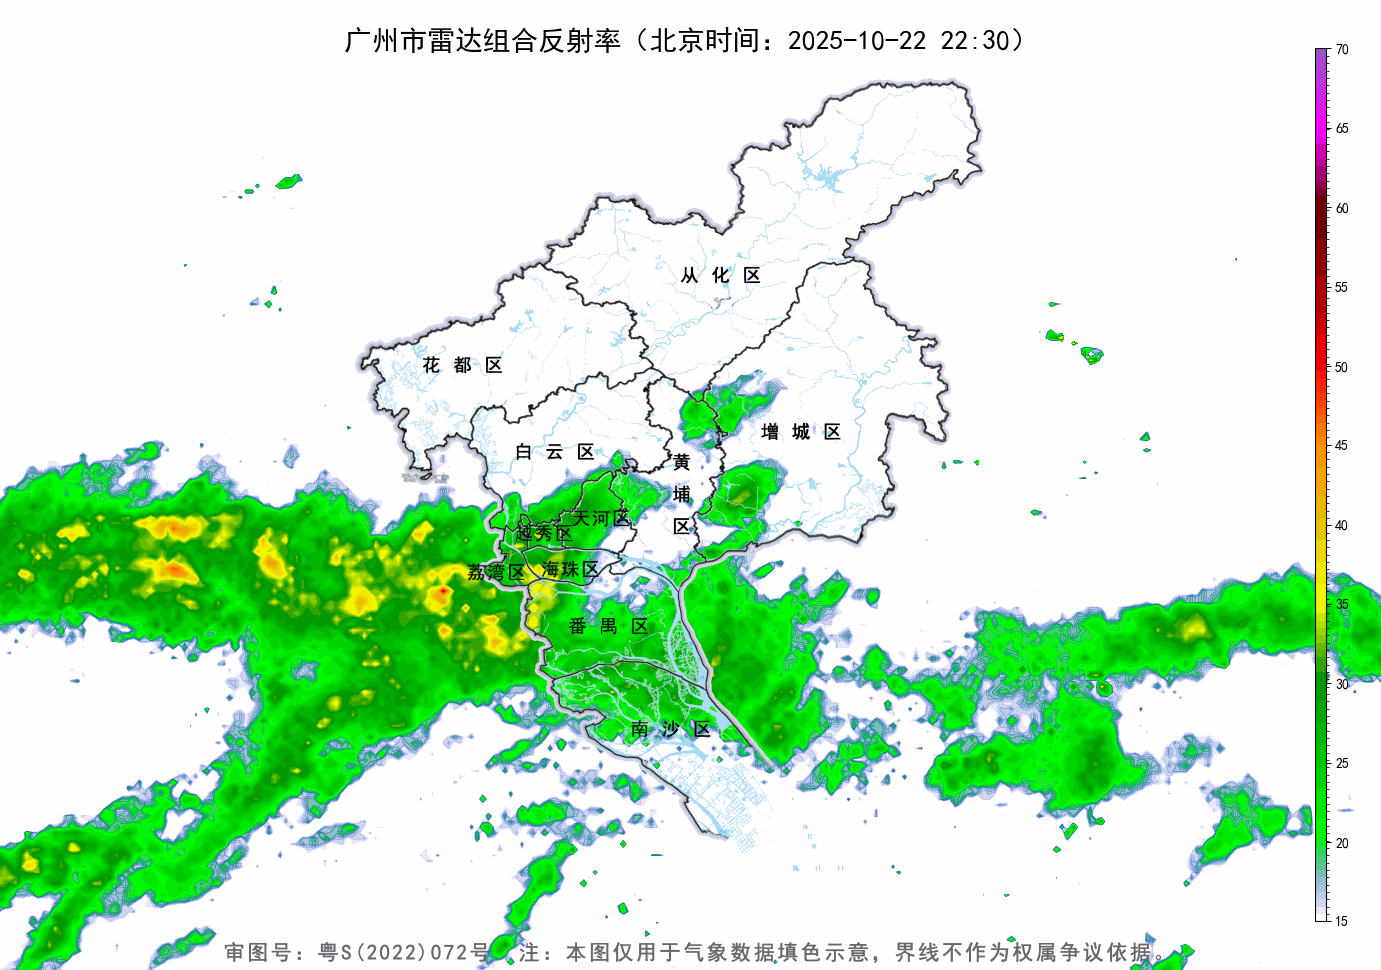 广州市雷达组合反射率（北京时间：2025-10-22 22:30）
70
65
60
55
50
45
40
35
30
25
20
15
从化区
花都区
增城区
白云区
黄埔区
天河区
越秀区
荔湾区
海珠区
番禺区
南沙区
审图号：粤S(2022)072号 注：本图仅用于气象数据填色示意，界线不作为权属争议依据。